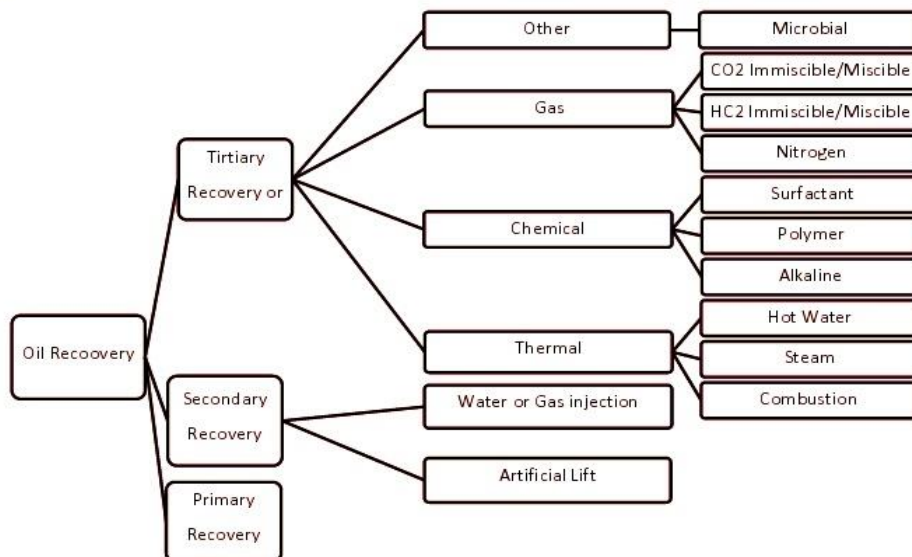 Other
Microbial
CO2 Immiscible/Miscible
Gas
HC2 Immiscible/Miscible
Nitrogen
Tirtiary
Recovery or
Surfactant
Chemical
Polymer
Alkaline
Hot Water
Oil Recoovery
Thermal
Steam
Secondary
Recovery
Water or Gas injection
Combustion
Artificial Lift
Primary
Recovery